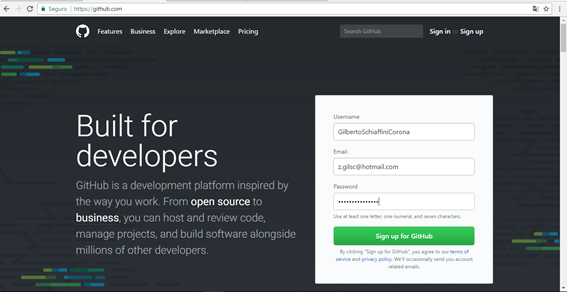 Seguro https://github.com
Features Business Explore Marketplace Pricing Search GitHub Sign in or Sign up
Built for
developers
GitHub is a development platform inspired by
the way you work. From open source to
business, you can host and review code,
manage projects, and build software alongside
millions of other developers.
Username
GilbertoSchiaffiniCorona
Email
z.gilsc@hotmail.com
Password
•••••••••••••••
Use at least one letter, one numeral, and seven characters.
Sign up for GitHub
By clicking "Sign up for GitHub", you agree to our terms of
service and privacy policy. We'll occasionally send you account
related emails.